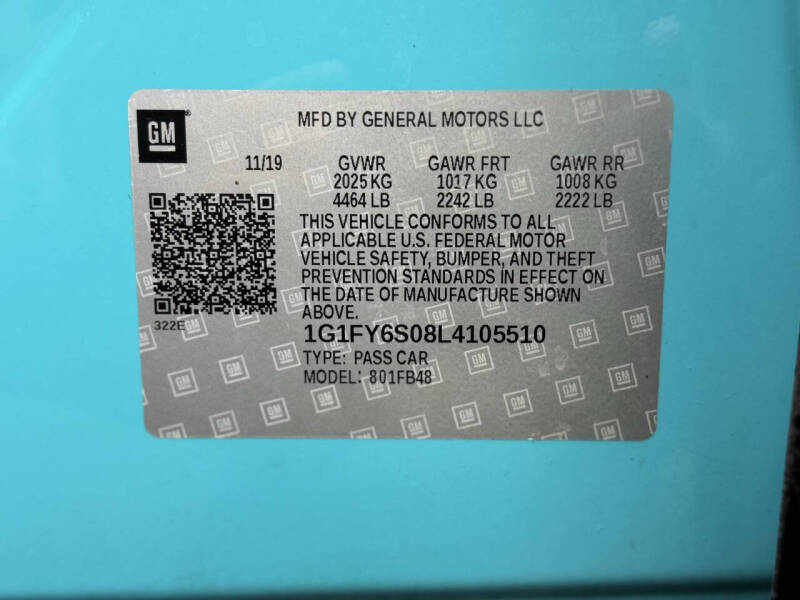 GM
MFD BY GENERAL MOTORS LLC
11/19 GVWR GAWR FRT GAWR RR
2025 KG 1017 KG 1008 KG
4464 LB 2242 LB 2222 LB
THIS VEHICLE CONFORMS TO ALL
APPLICABLE U.S. FEDERAL MOTOR
VEHICLE SAFETY, BUMPER, AND THEFT
PREVENTION STANDARDS IN EFFECT ON
THE DATE OF MANUFACTURE SHOWN
ABOVE.
322E
1G1FY6S08L4105510
TYPE: PASS CAR
MODEL: 801FB48